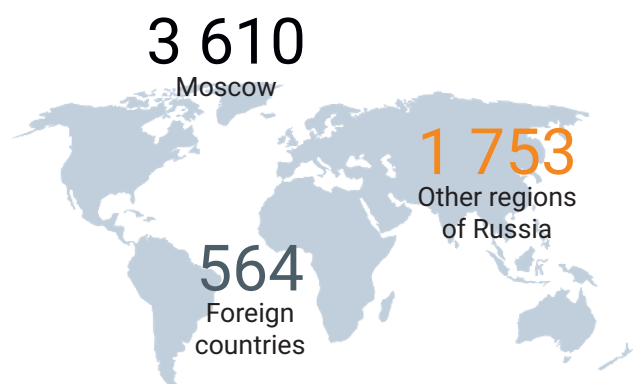 3 610
Moscow
1 753
Other regions
of Russia
564
Foreign
countries